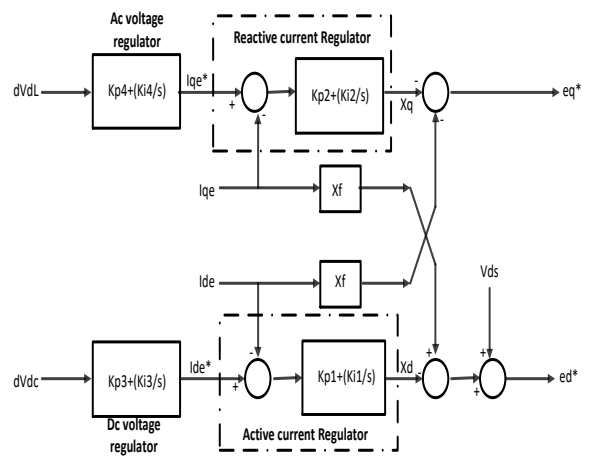 Ac voltage
regulator
Reactive current Regulator
dVdL
Kp4+(Ki4/s)
Iqe*
+
-
Kp2+(Ki2/s)
Xq
-
-
eq*
Iqe
Xf
Ide
Xf
Vds
dVdc
Kp3+(Ki3/s)
Ide*
-
+
Kp1+(Ki1/s)
Xd
+
-
+
+
ed*
Dc voltage
regulator
Active current Regulator